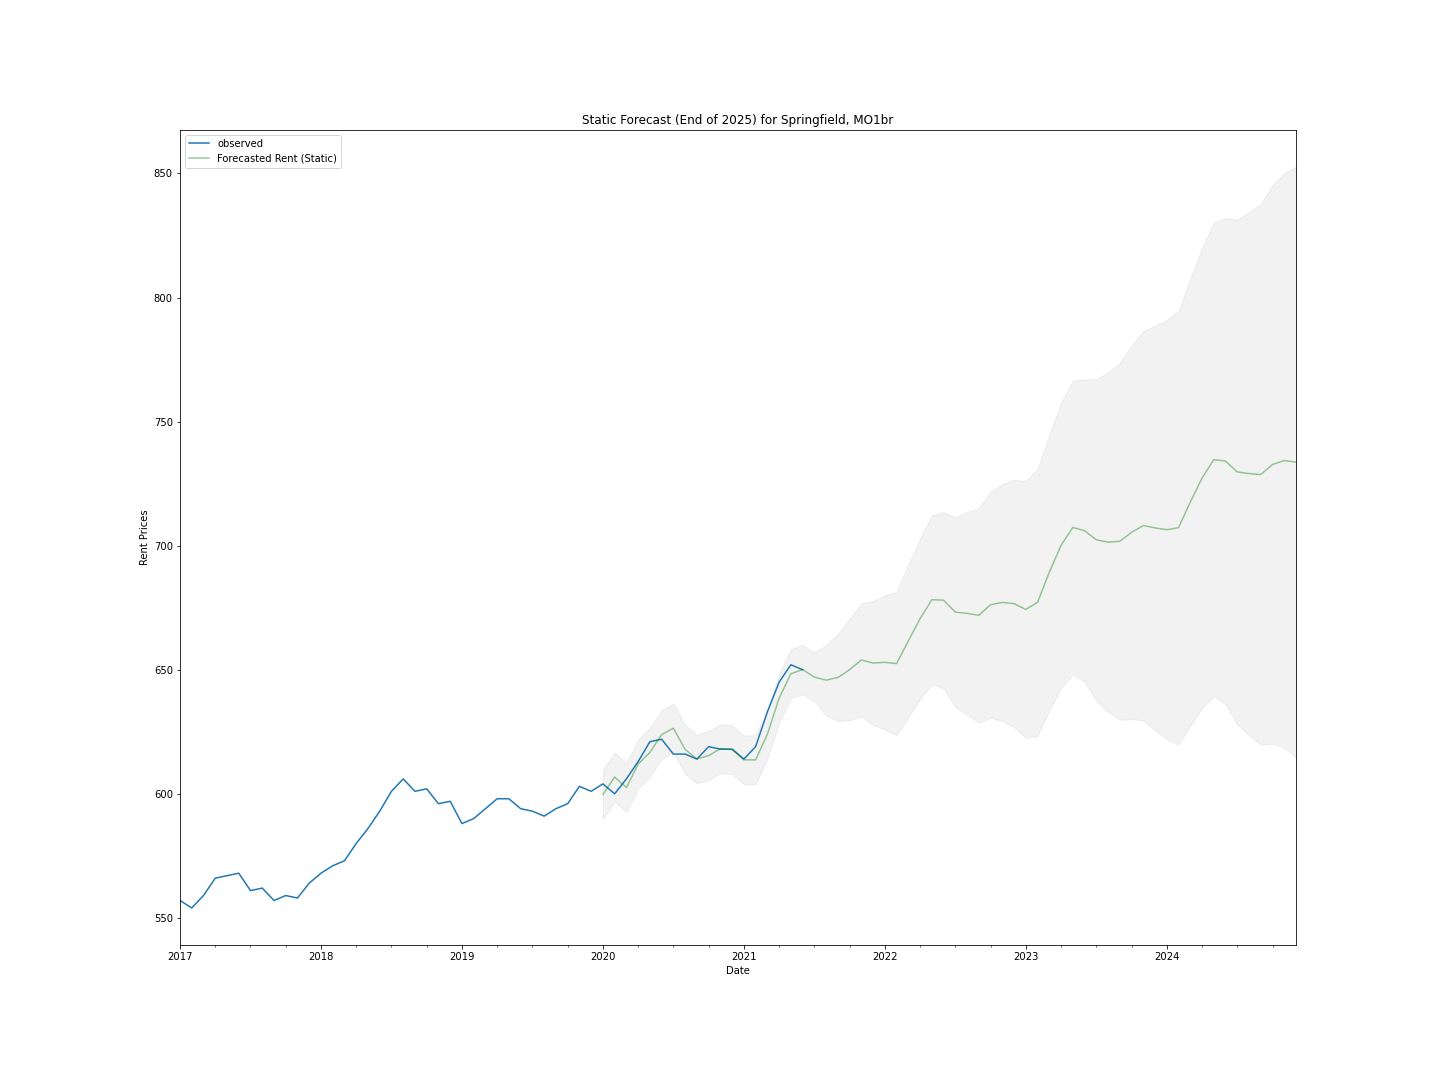 Static Forecast (End of 2025) for Springfield, MO1br
observed
Forecasted Rent (Static)
850
800
750
700
650
600
550
Rent Prices
2017 2018 2019 2020 2021 2022 2023 2024
Date